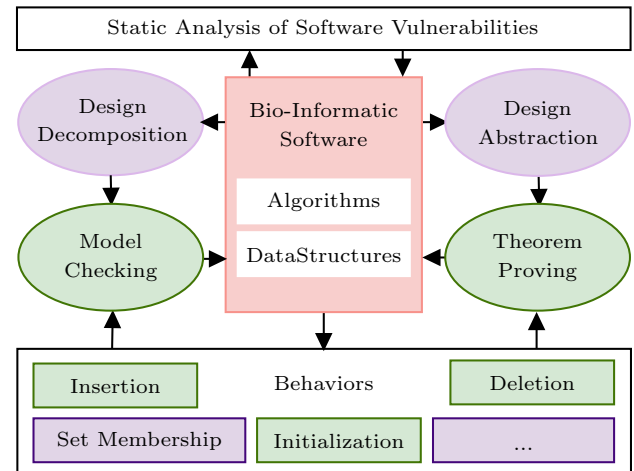 Static Analysis of Software Vulnerabilities
Design
Decomposition
Bio-Informatic
Software
Design
Abstraction
Algorithms
DataStructures
Model
Checking
Theorem
Proving
Insertion
Behaviors
Deletion
Set Membership
Initialization
...